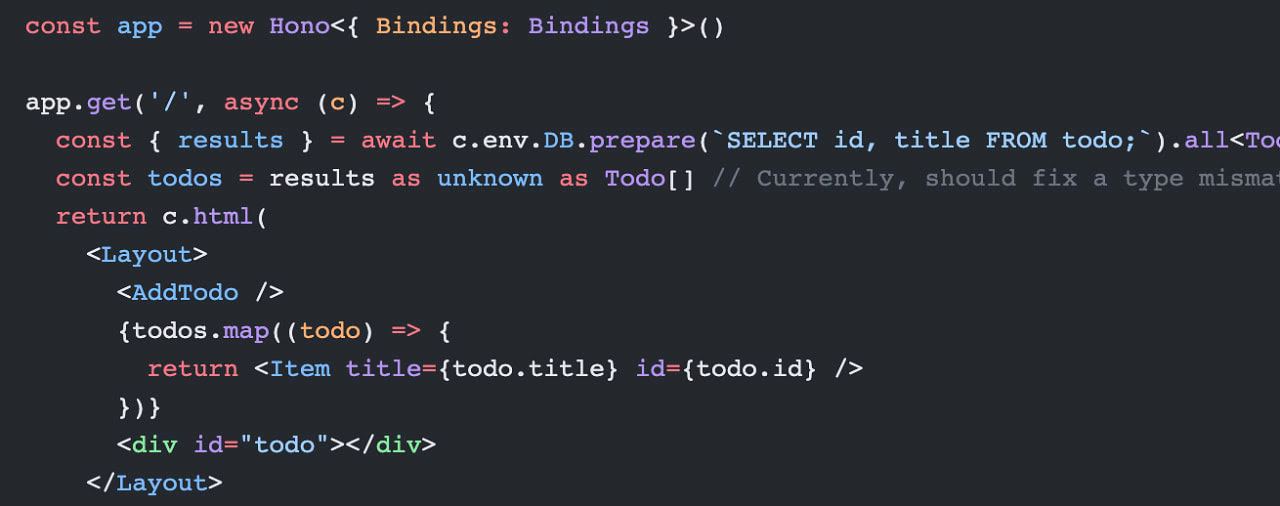 const app = new Hono<{ Bindings: Bindings }>()
app.get('/', async (c) => {
const { results } = await c.env.DB.prepare(`SELECT id, title FROM todo;`).all<
const todos = results as unknown as Todo[] // Currently, should fix a type
return c.html(
<Layout>
<AddTodo />
{todos.map((todo) => {
return <Item title={todo.title} id={todo.id} />
})}
<div id="todo"></div>
</Layout>